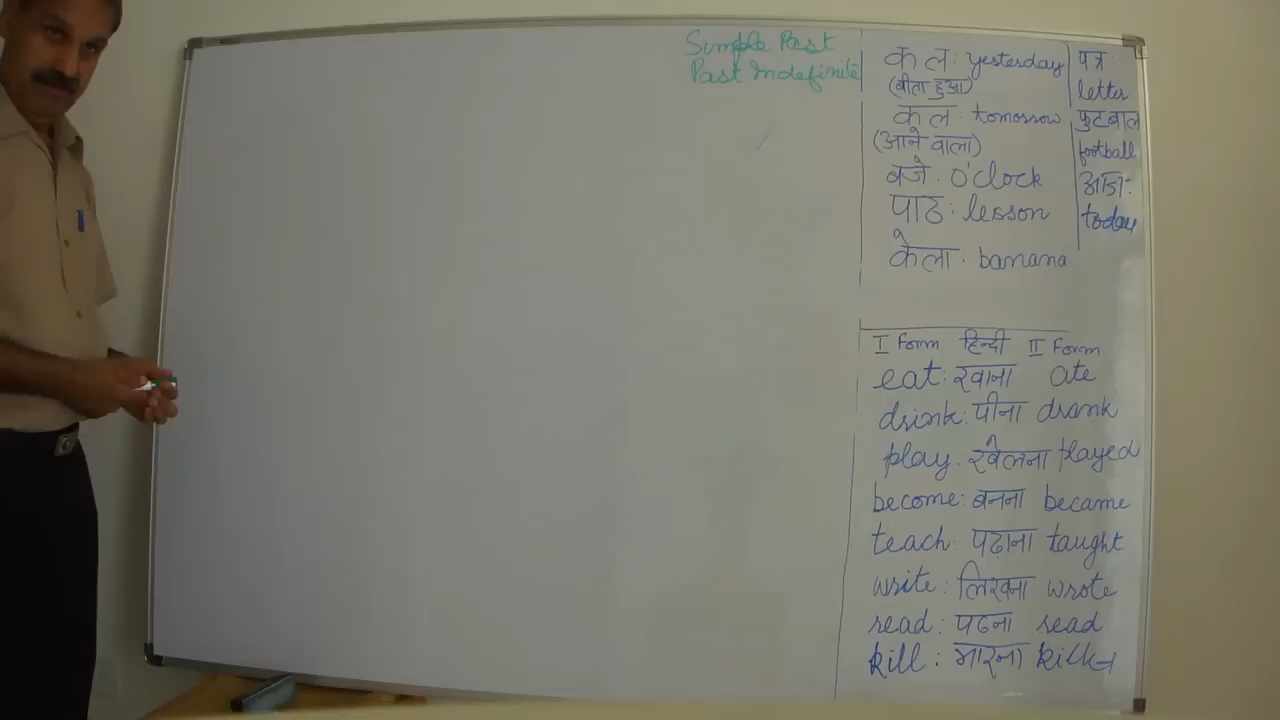 Simple Past
Past Indefinite
कल: yesterday
(बीता हुआ)
कल: tomorrow
(आने वाला)
बजे: O'clock
पाठ: lesson
केला: banana
पत्र:
letter
फुटबाल
football
आज:
today
I Form हिन्दी II Form
eat: खाना ate
drink: पीना drank
play. खेलना played
become: बनना became
teach: पढ़ाना taught
write: लिखना wrote
read: पढना read
kill: मारना killed